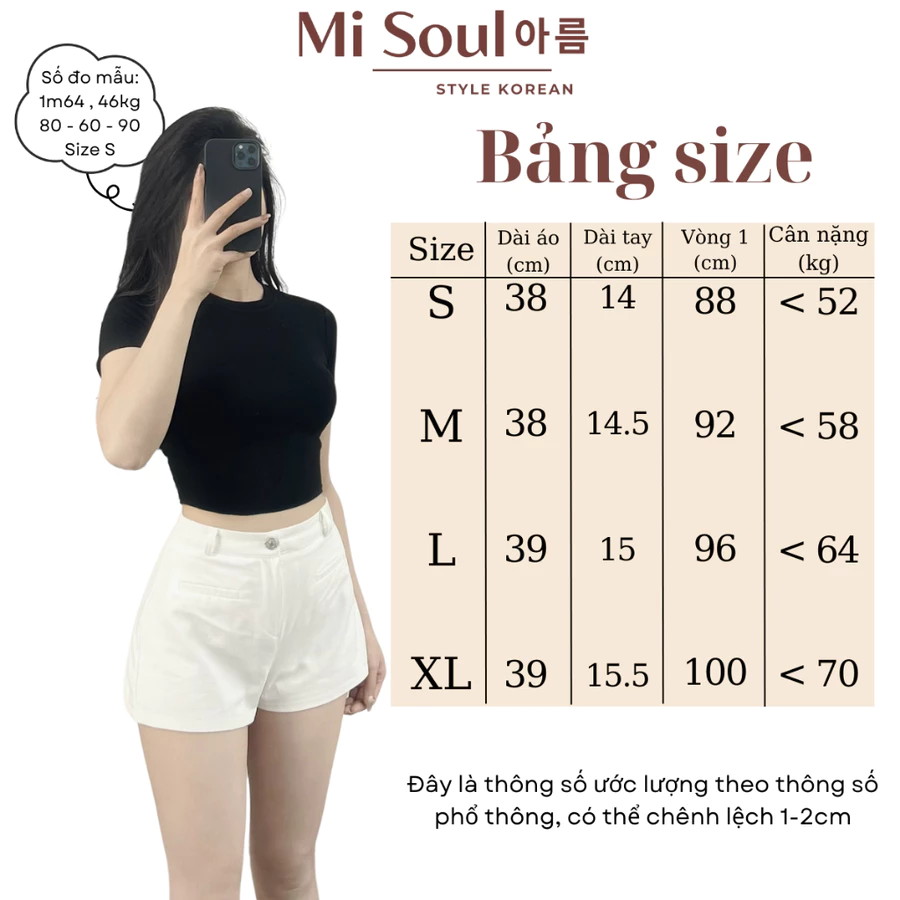 Mi Soul아름
STYLE KOREAN
Số đo mẫu:
1m64 , 46kg
80 - 60 - 90
Size S
Bảng size
Size Dài áo (cm) Dài tay (cm) Vòng 1 (cm) Cân nặng (kg)
S 38 14 88 < 52
M 38 14.5 92 < 58
L 39 15 96 < 64
XL 39 15.5 100 < 70
Đây là thông số ước lượng theo thông số
phổ thông, có thể chênh lệch 1-2cm